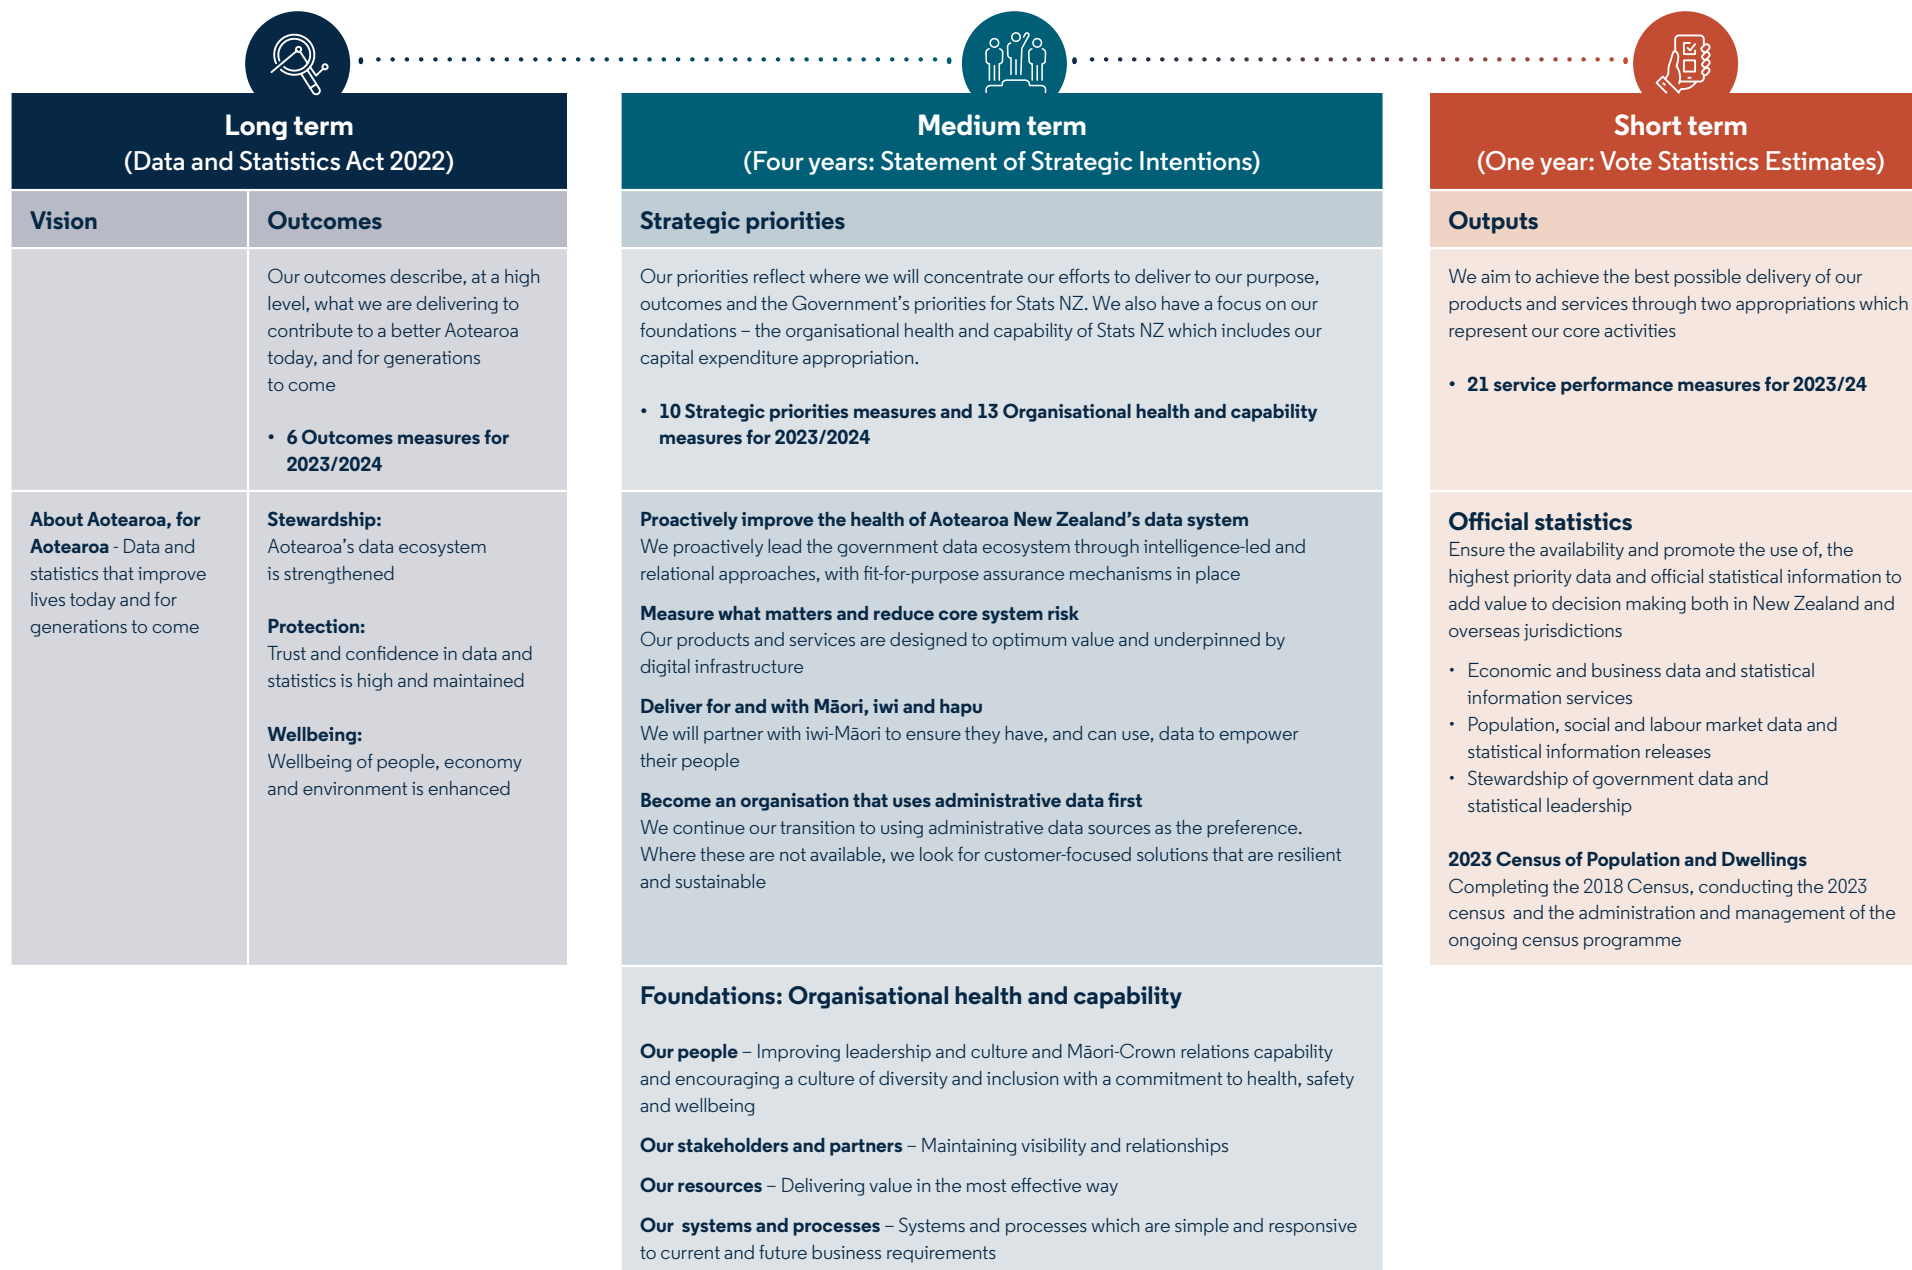 Long term
(Data and Statistics Act 2022)
Vision
Outcomes
Our outcomes describe, at a high
level, what we are delivering to
contribute to a better Aotearoa
today, and for generations
to come
• 6 Outcomes measures for
2023/2024
About Aotearoa, for
Aotearoa - Data and
statistics that improve
lives today and for
generations to come
Stewardship:
Aotearoa's data ecosystem
is strengthened
Protection:
Trust and confidence in data and
statistics is high and maintained
Wellbeing:
Wellbeing of people, economy
and environment is enhanced
Medium term
(Four years: Statement of Strategic Intentions)
Strategic priorities
Our priorities reflect where we will concentrate our efforts to deliver to our purpose,
outcomes and the Government's priorities for Stats NZ. We also have a focus on our
foundations – the organisational health and capability of Stats NZ which includes our
capital expenditure appropriation.
• 10 Strategic priorities measures and 13 Organisational health and capability
measures for 2023/2024
Proactively improve the health of Aotearoa New Zealand's data system
We proactively lead the government data ecosystem through intelligence-led and
relational approaches, with fit-for-purpose assurance mechanisms in place
Measure what matters and reduce core system risk
Our products and services are designed to optimum value and underpinned by
digital infrastructure
Deliver for and with Māori, iwi and hapu
We will partner with iwi-Māori to ensure they have, and can use, data to empower
their people
Become an organisation that uses administrative data first
We continue our transition to using administrative data sources as the preference.
Where these are not available, we look for customer-focused solutions that are resilient
and sustainable
Foundations: Organisational health and capability
Our people – Improving leadership and culture and Māori-Crown relations capability
and encouraging a culture of diversity and inclusion with a commitment to health, safety
and wellbeing
Our stakeholders and partners – Maintaining visibility and relationships
Our resources – Delivering value in the most effective way
Our systems and processes – Systems and processes which are simple and responsive
to current and future business requirements
Short term
(One year: Vote Statistics Estimates)
Outputs
We aim to achieve the best possible delivery of our
products and services through two appropriations which
represent our core activities
• 21 service performance measures for 2023/24
Official statistics
Ensure the availability and promote the use of, the
highest priority data and official statistical information to
add value to decision making both in New Zealand and
overseas jurisdictions
• Economic and business data and statistical
information services
• Population, social and labour market data and
statistical information releases
• Stewardship of government data and
statistical leadership
2023 Census of Population and Dwellings
Completing the 2018 Census, conducting the 2023
census and the administration and management of the
ongoing census programme